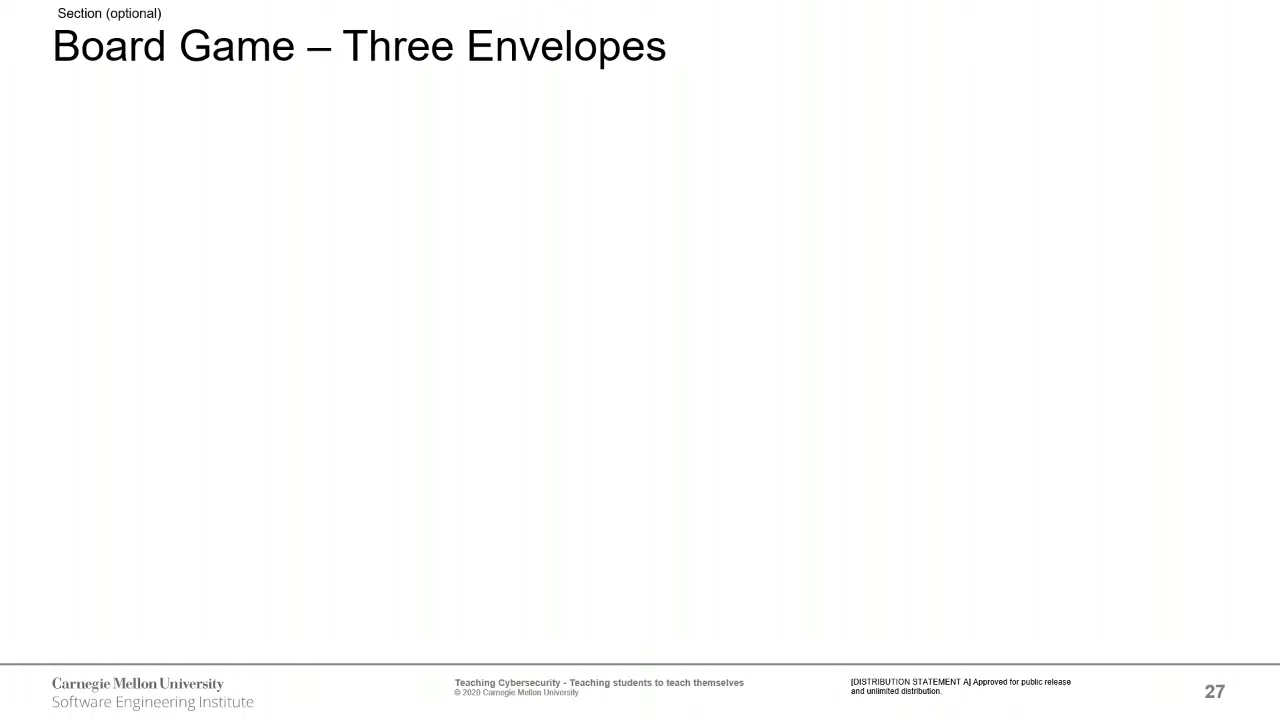 Section (optional)
Board Game – Three Envelopes
Carnegie Mellon University
Software Engineering Institute
Teaching Cybersecurity - Teaching students to teach themselves
© 2020 Carnegie Mellon University
[DISTRIBUTION STATEMENT A] Approved for public release
and unlimited distribution.
27